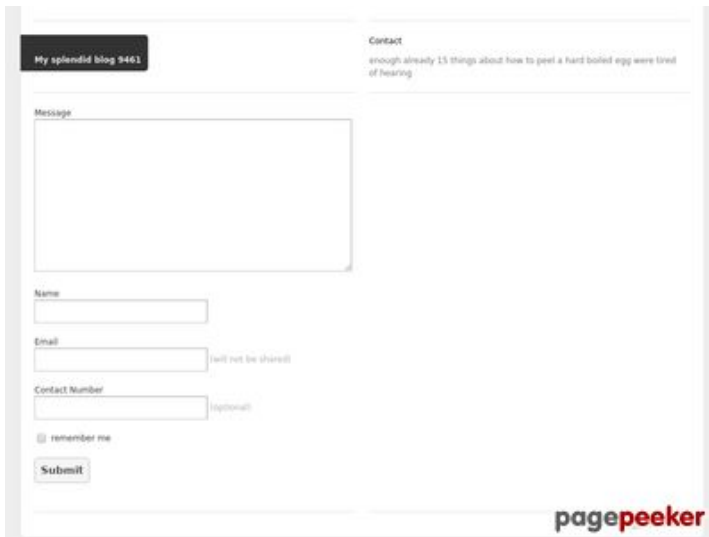 My splendid blog 9461
Contact
enough already 15 things about how to peel a hard boiled egg were tired
of hearing
Message
Name
Email
(will not be shared)
Contact Number
(optional)
remember me
Submit
pagepeeker